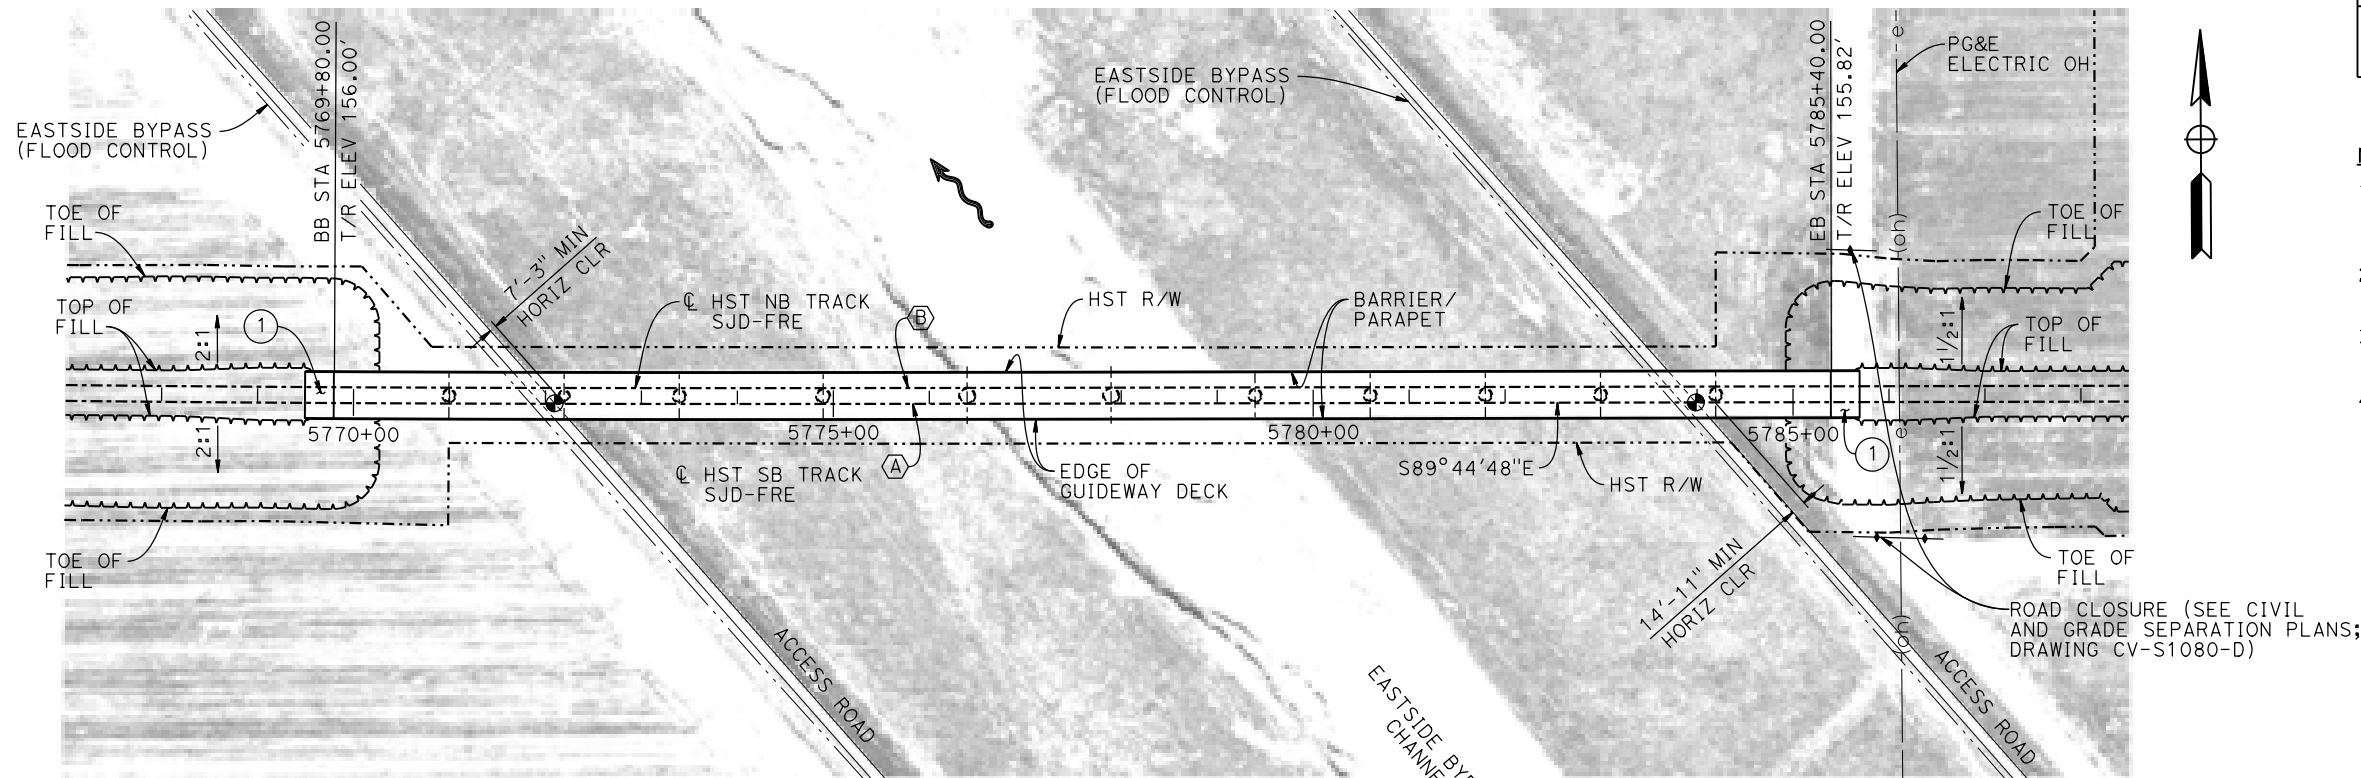 BB STA 5769+80.00
T/R ELEV 156.00'
EASTSIDE BYPASS
(FLOOD CONTROL)
EASTSIDE BYPASS
(FLOOD CONTROL)
EB STA 5785+40.00
T/R ELEV 155.82'
e
PG&E
ELECTRIC OH
(oh)
TOE OF
FILL
TOP OF
FILL
2:1
1
7'-3" MIN
HORIZ CLR
℄ HST NB TRACK
SJD-FRE
B
HST R/W
BARRIER/
PARAPET
TOE OF
FILL
1½:1
TOP OF
FILL
5770+00
5775+00
5780+00
5785+00
e
2:1
℄ HST SB TRACK
SJD-FRE
A
EDGE OF
GUIDEWAY DECK
S89°44'48"E
HST R/W
1
1½:1
TOE OF
FILL
14'-11" MIN
HORIZ CLR
TOE OF
FILL
ROAD CLOSURE (SEE CIVIL
AND GRADE SEPARATION PLANS;
DRAWING CV-S1080-D)
(oh)
ACCESS ROAD
EASTSIDE
ACCESS ROAD